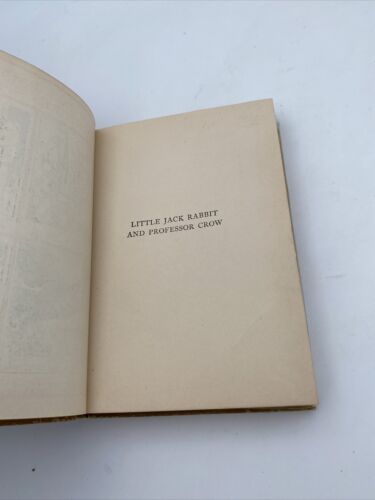 LITTLE JACK RABBIT
AND PROFESSOR CROW